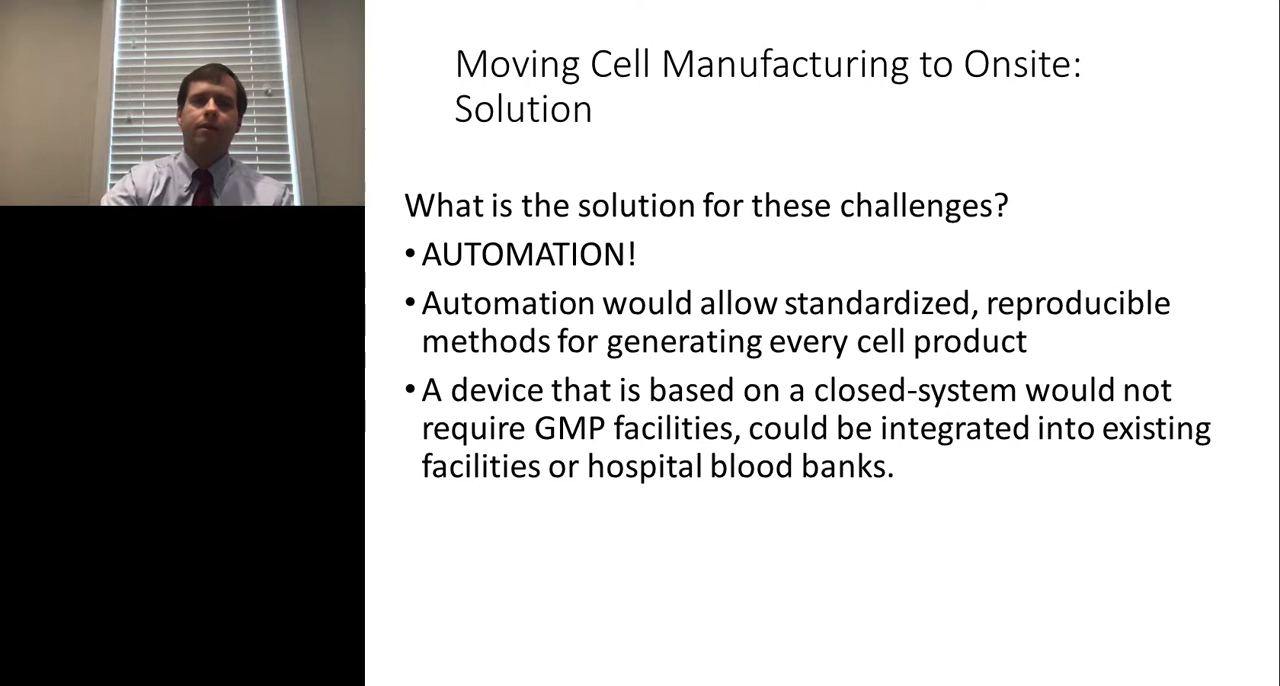 Moving Cell Manufacturing to Onsite:
Solution
What is the solution for these challenges?
• AUTOMATION!
• Automation would allow standardized, reproducible
methods for generating every cell product
• A device that is based on a closed-system would not
require GMP facilities, could be integrated into existing
facilities or hospital blood banks.